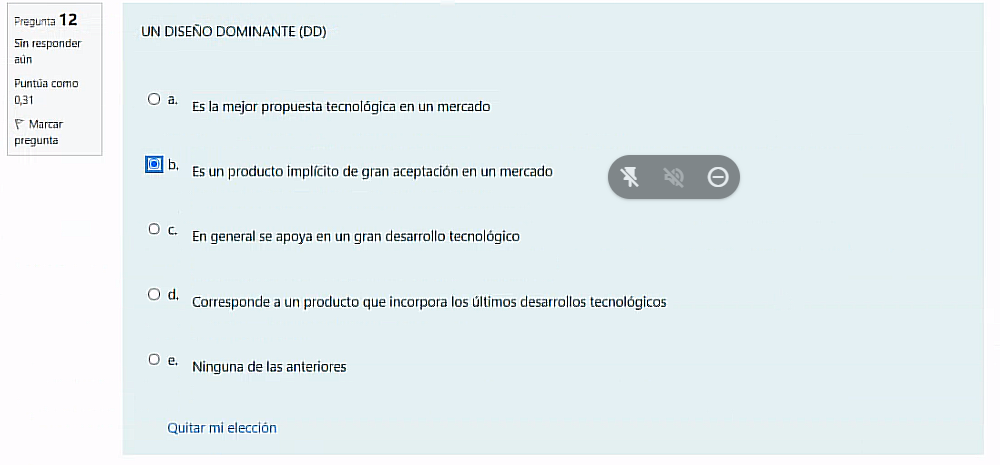 Pregunta 12
Sin responder
aún
Puntúa como
0,31
Marcar
pregunta
UN DISEÑO DOMINANTE (DD)
a. Es la mejor propuesta tecnológica en un mercado
b. Es un producto implícito de gran aceptación en un mercado
c. En general se apoya en un gran desarrollo tecnológico
d. Corresponde a un producto que incorpora los últimos desarrollos tecnológicos
e. Ninguna de las anteriores
Quitar mi elección